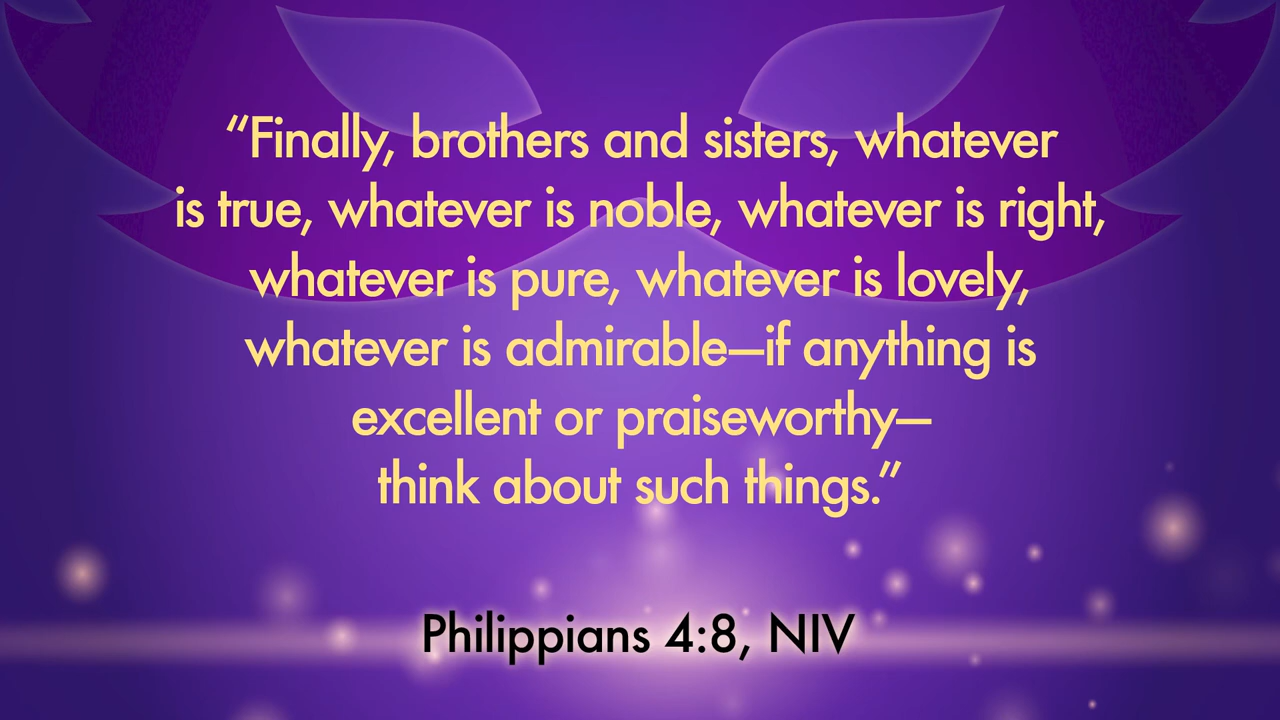 “Finally, brothers and sisters, whatever
is true, whatever is noble, whatever is right,
whatever is pure, whatever is lovely,
whatever is admirable—if anything is
excellent or praiseworthy—
think about such things.”
Philippians 4:8, NIV